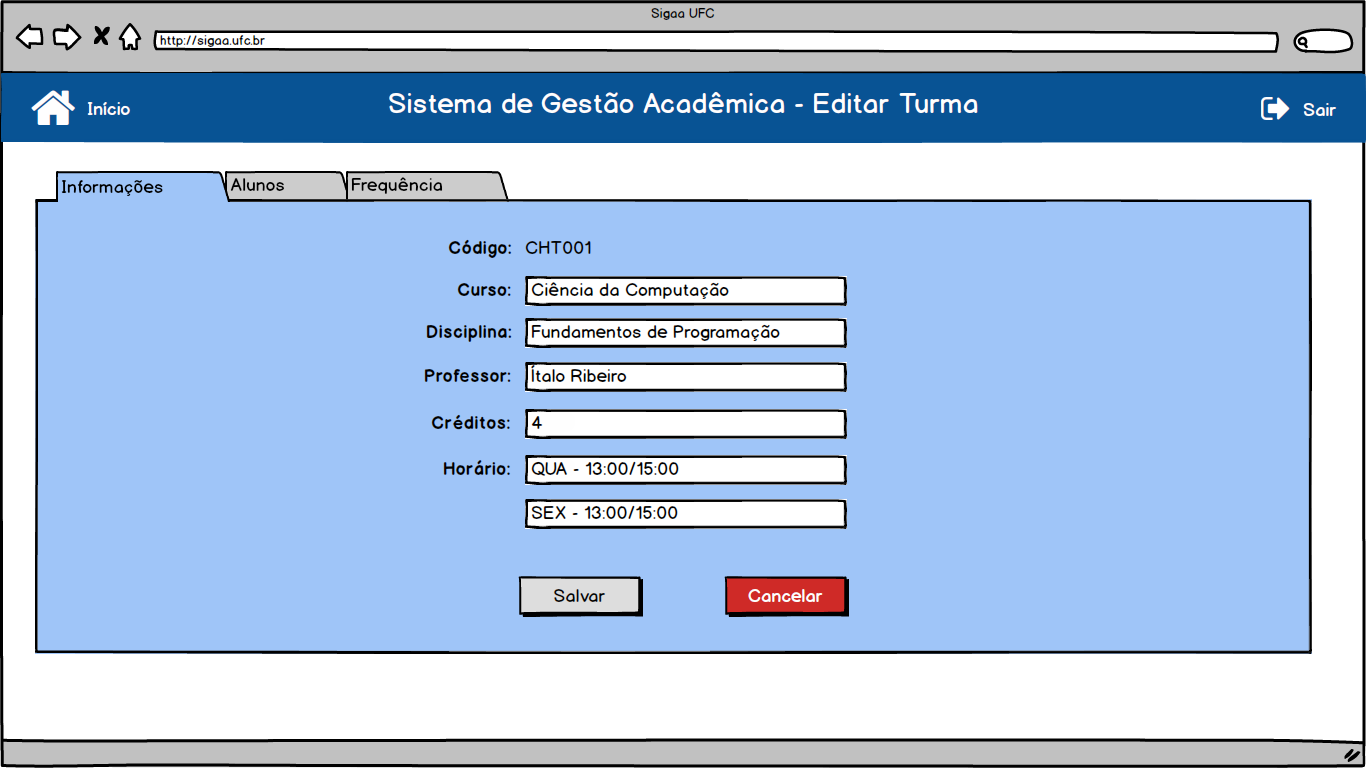 Sigaa UFC
http://sigaa.ufc.br
Início
Sistema de Gestão Acadêmica - Editar Turma
Sair
Informações
Alunos
Frequência
Código: CHT001
Curso: Ciência da Computação
Disciplina: Fundamentos de Programação
Professor: Ítalo Ribeiro
Créditos: 4
Horário: QUA - 13:00/15:00
SEX - 13:00/15:00
Salvar
Cancelar